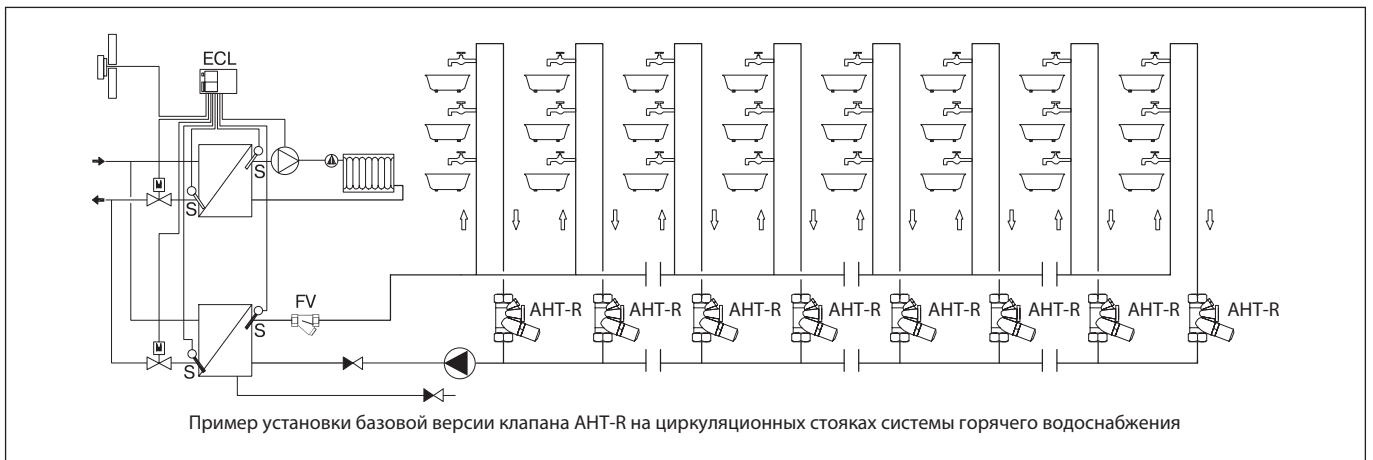 ECL
S
M
S
FV
AHT-R AHT-R AHT-R AHT-R AHT-R AHT-R AHT-R AHT-R
S
M
S
Пример установки базовой версии клапана AHT-R на циркуляционных стояках системы горячего водоснабжения